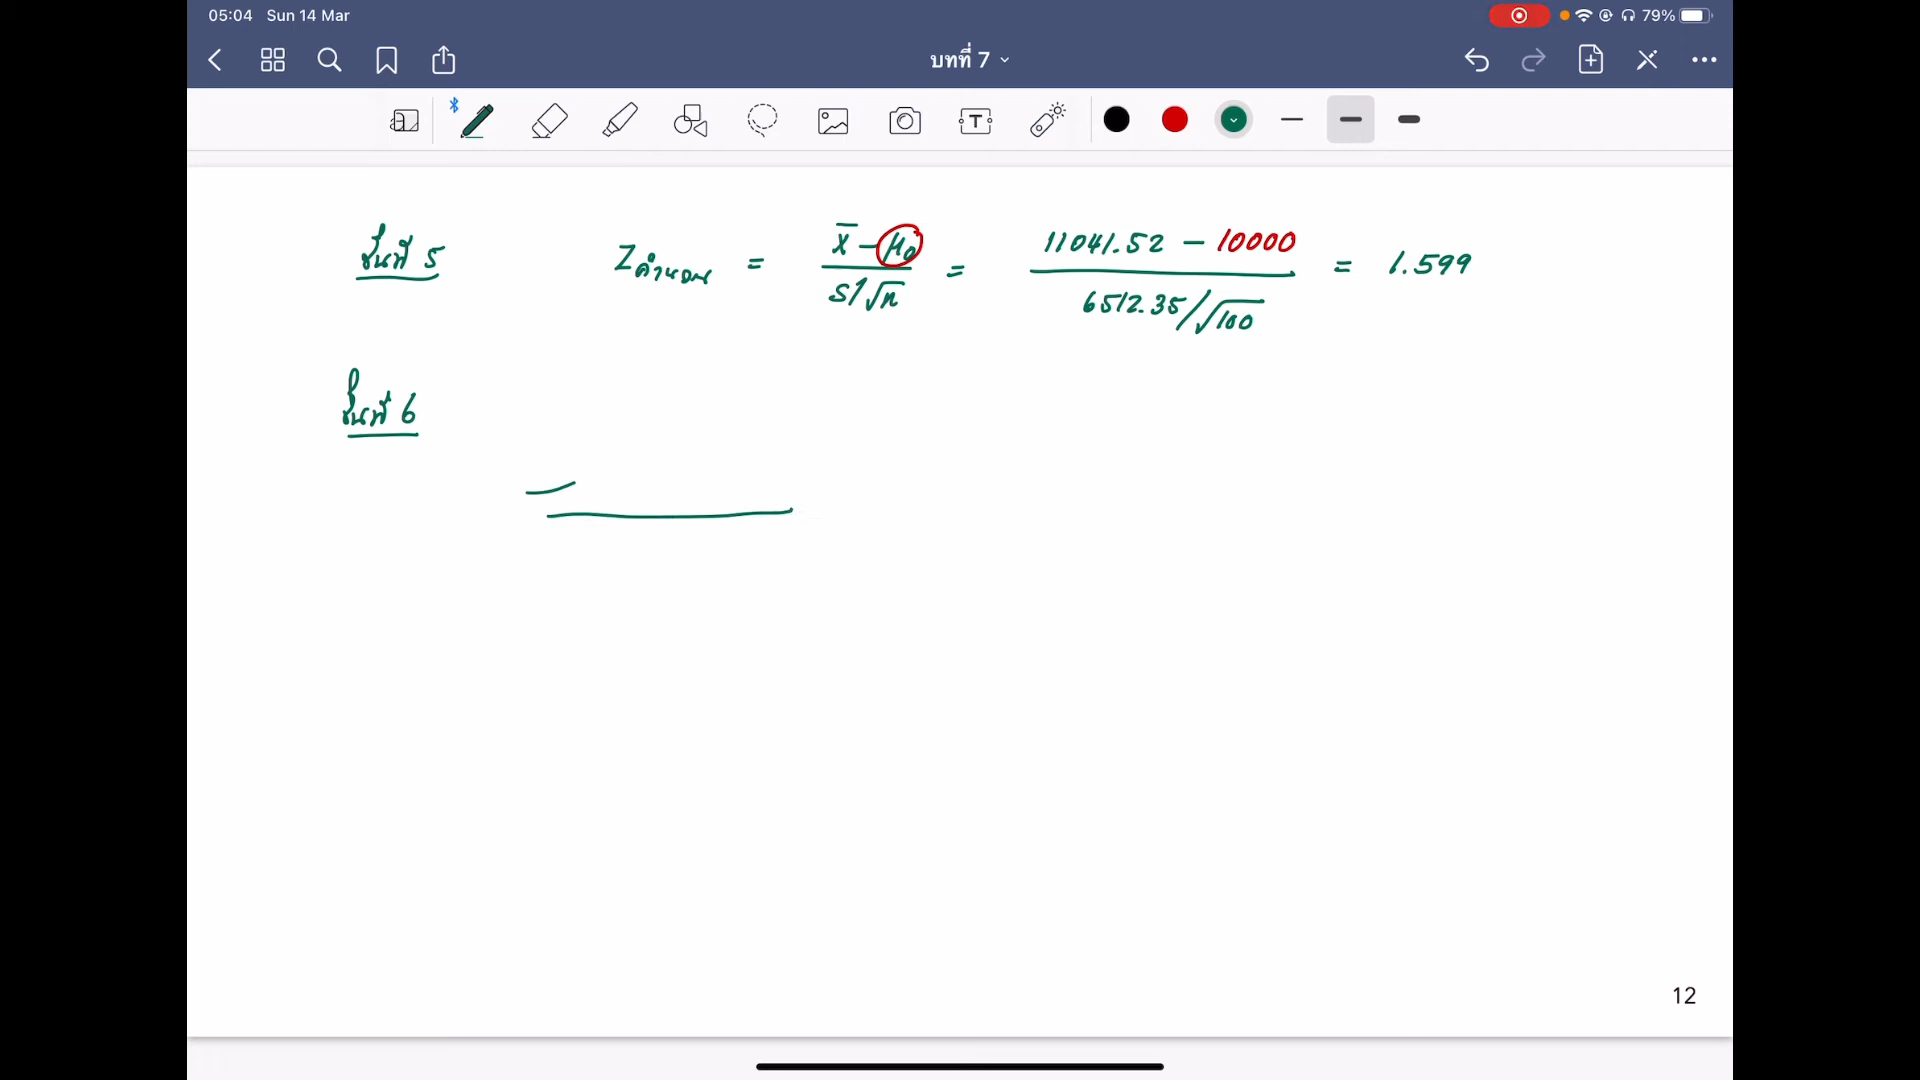 05:04 Sun 14 Mar 79%
บทที่ 7
ขั้นที่ 5 Zคำนวณ = (x̄ − μ₀) / (S/√n) = (11041.52 − 10000) / (6512.35/√100) = 1.599
ขั้นที่ 6
12